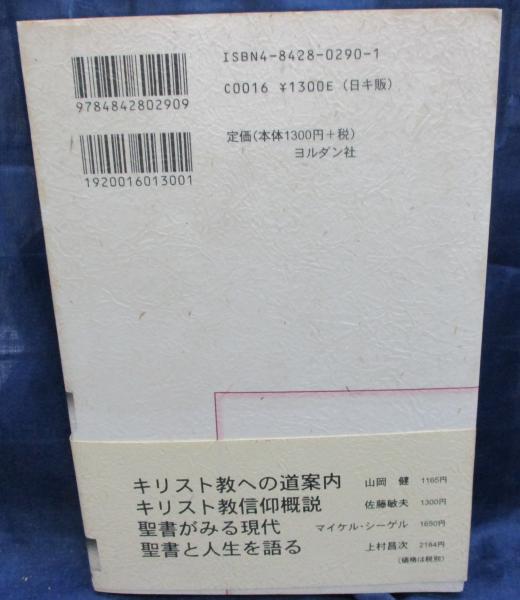 ISBN4-8428-0290-1
C0016 ¥1300E (日キ販)
9784842802909
定価(本体1300円+税)
ヨルダン社
1920016013001
キリスト教への道案内 山岡 健 1165円
キリスト教信仰概説 佐藤敏夫 1300円
聖書がみる現代 マイケル・シーゲル 1650円
聖書と人生を語る 上村昌次 2184円
(価格は税別)